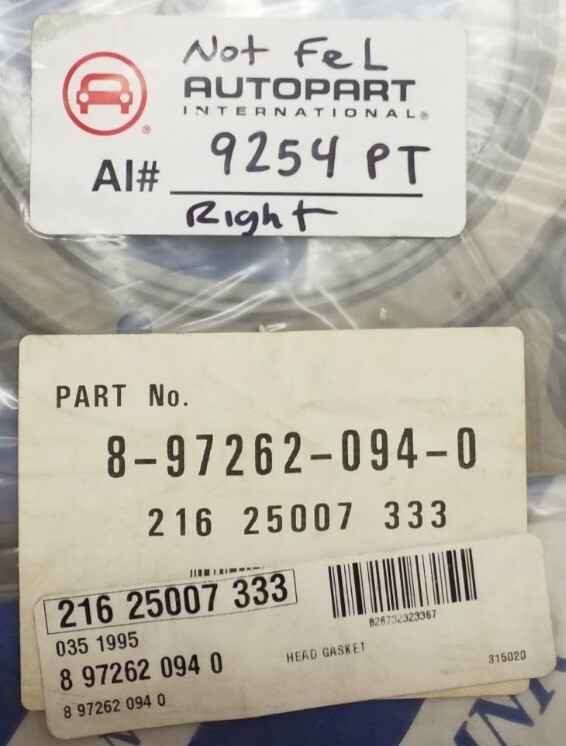 Not FeL
AUTOPART
INTERNATIONAL®
AI# 9254 PT
Right
PART No.
8-97262-094-0
216 25007 333
216 25007 333
035 1995
8 97262 094 0
8 97262 094 0
HEAD GASKET
315020